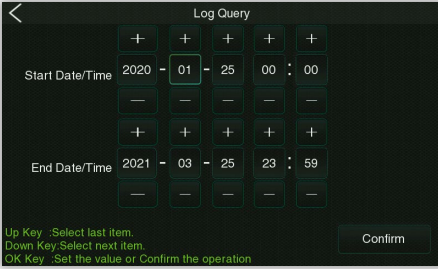 Log Query
+ + + + +
Start Date/Time 2020 - 01 - 25 00 : 00
— — — — —
+ + + + +
End Date/Time 2021 - 03 - 25 23 : 59
— — — — —
Up Key :Select last item.
Down Key:Select next item.
OK Key :Set the value or Confirm the operation
Confirm